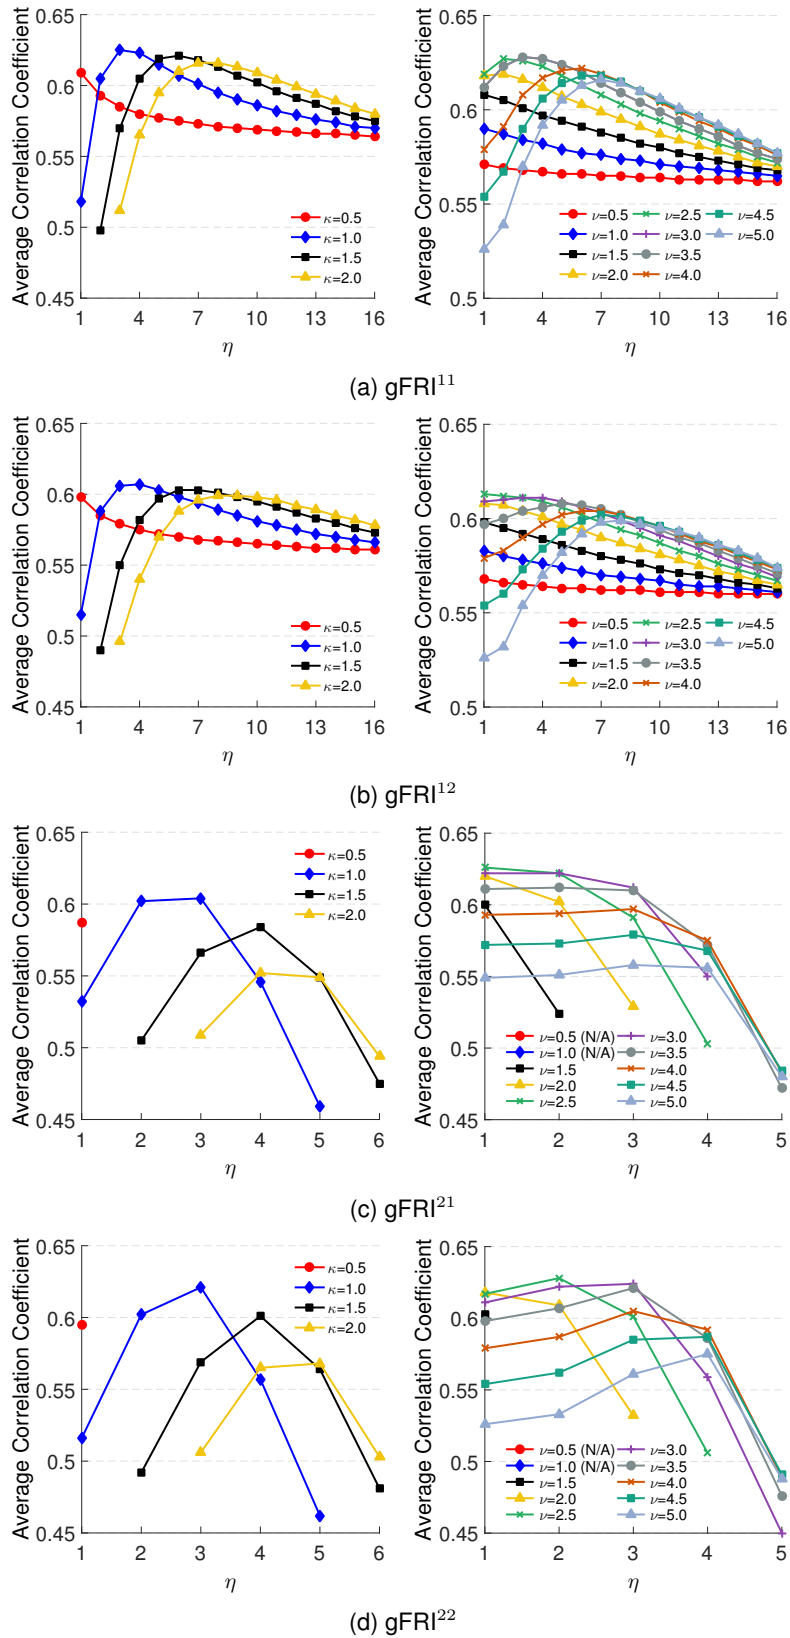 0.65
0.6
0.55
0.5
0.45
1 4 7 10 13 16
Average Correlation Coefficient
η
κ=0.5
κ=1.0
κ=1.5
κ=2.0
0.65
0.6
0.55
0.5
1 4 7 10 13 16
Average Correlation Coefficient
η
ν=0.5 ν=2.5 ν=4.5
ν=1.0 ν=3.0 ν=5.0
ν=1.5 ν=3.5
ν=2.0 ν=4.0
(a) gFRI¹¹
0.65
0.6
0.55
0.5
0.45
1 4 7 10 13 16
Average Correlation Coefficient
η
κ=0.5
κ=1.0
κ=1.5
κ=2.0
0.65
0.6
0.55
0.5
1 4 7 10 13 16
Average Correlation Coefficient
η
ν=0.5 ν=2.5 ν=4.5
ν=1.0 ν=3.0 ν=5.0
ν=1.5 ν=3.5
ν=2.0 ν=4.0
(b) gFRI¹²
0.65
0.6
0.55
0.5
0.45
1 2 3 4 5 6
Average Correlation Coefficient
η
κ=0.5
κ=1.0
κ=1.5
κ=2.0
0.65
0.6
0.55
0.5
0.45
1 2 3 4 5
Average Correlation Coefficient
η
ν=0.5 (N/A) ν=3.0
ν=1.0 (N/A) ν=3.5
ν=1.5 ν=4.0
ν=2.0 ν=4.5
ν=2.5 ν=5.0
(c) gFRI²¹
0.65
0.6
0.55
0.5
0.45
1 2 3 4 5 6
Average Correlation Coefficient
η
κ=0.5
κ=1.0
κ=1.5
κ=2.0
0.65
0.6
0.55
0.5
0.45
1 2 3 4 5
Average Correlation Coefficient
η
ν=0.5 (N/A) ν=3.0
ν=1.0 (N/A) ν=3.5
ν=1.5 ν=4.0
ν=2.0 ν=4.5
ν=2.5 ν=5.0
(d) gFRI²²